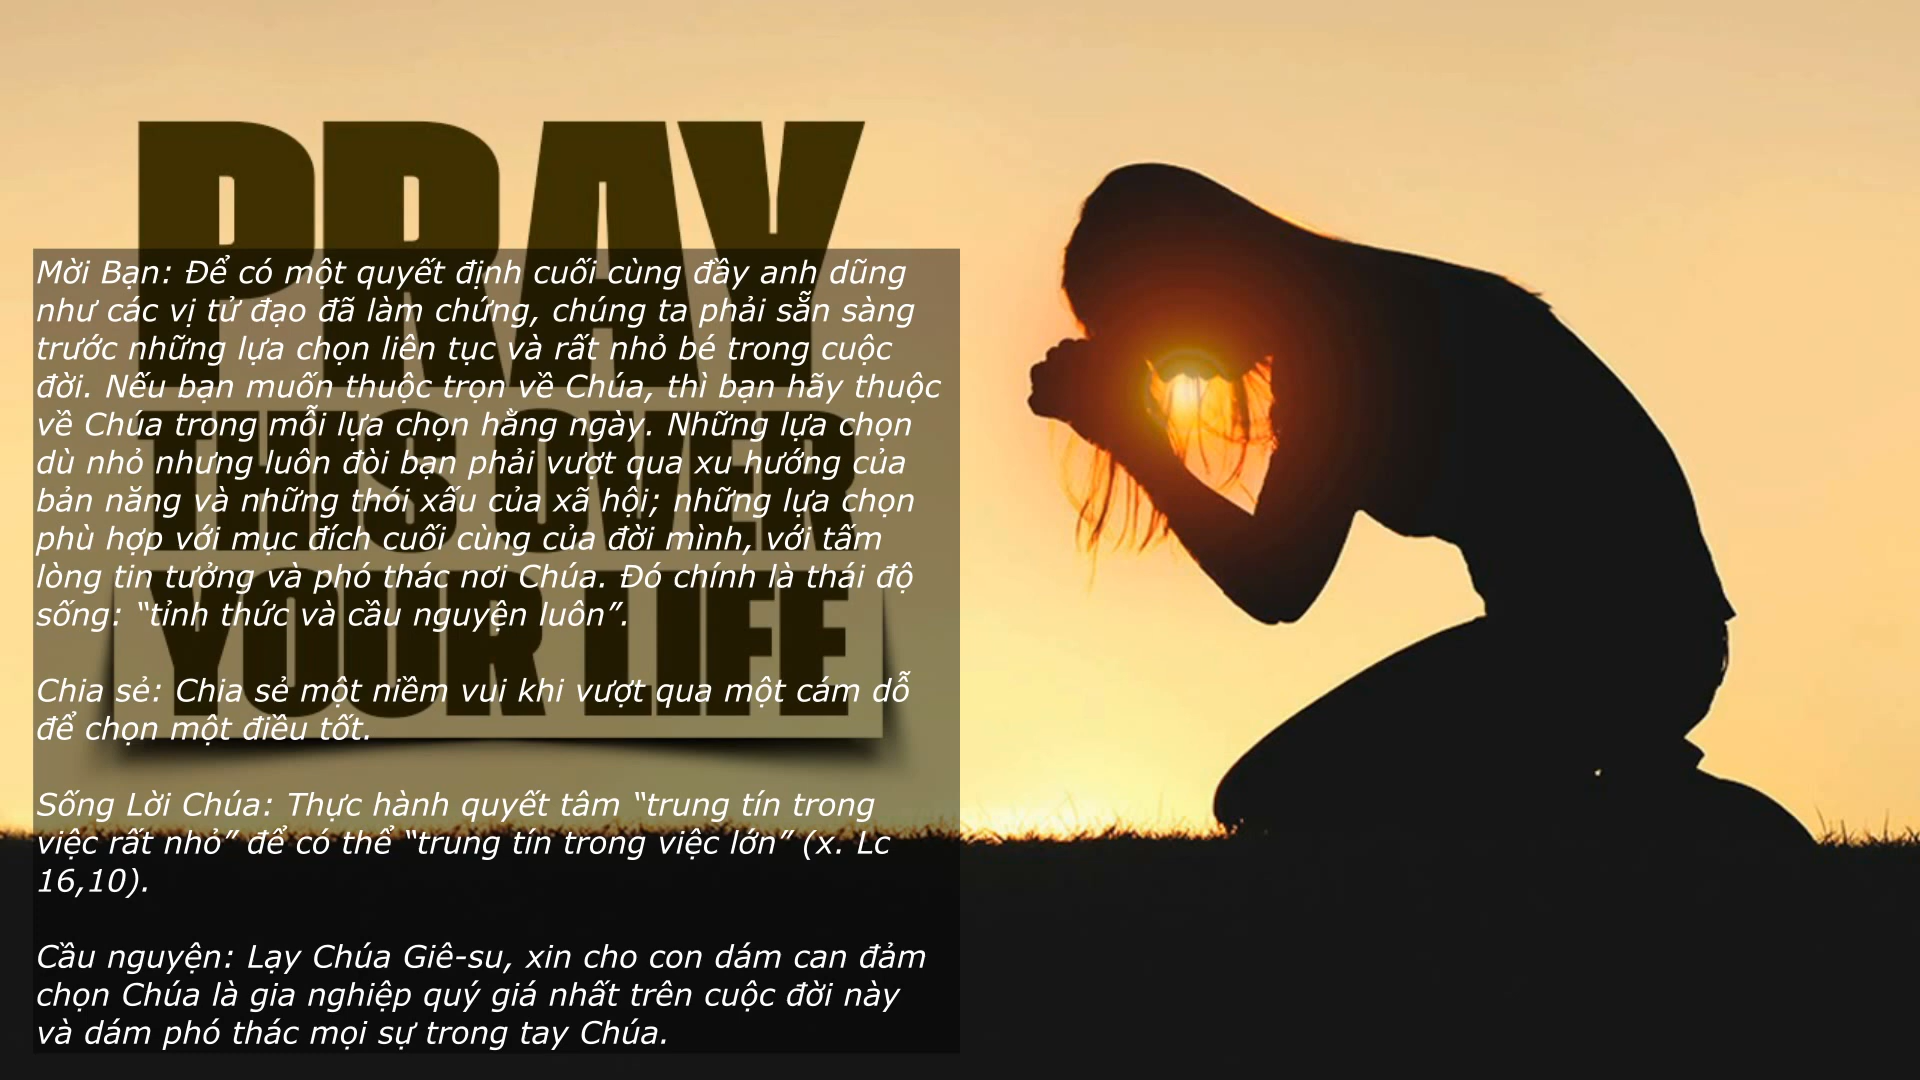 PRAY
THIS OVER
YOUR LIFE
Mời Bạn: Để có một quyết định cuối cùng đầy anh dũng
như các vị tử đạo đã làm chứng, chúng ta phải sẵn sàng
trước những lựa chọn liên tục và rất nhỏ bé trong cuộc
đời. Nếu bạn muốn thuộc trọn về Chúa, thì bạn hãy thuộc
về Chúa trong mỗi lựa chọn hằng ngày. Những lựa chọn
dù nhỏ nhưng luôn đòi bạn phải vượt qua xu hướng của
bản năng và những thói xấu của xã hội; những lựa chọn
phù hợp với mục đích cuối cùng của đời mình, với tấm
lòng tin tưởng và phó thác nơi Chúa. Đó chính là thái độ
sống: “tỉnh thức và cầu nguyện luôn”.
Chia sẻ: Chia sẻ một niềm vui khi vượt qua một cám dỗ
để chọn một điều tốt.
Sống Lời Chúa: Thực hành quyết tâm “trung tín trong
việc rất nhỏ” để có thể “trung tín trong việc lớn” (x. Lc
16,10).
Cầu nguyện: Lạy Chúa Giê-su, xin cho con dám can đảm
chọn Chúa là gia nghiệp quý giá nhất trên cuộc đời này
và dám phó thác mọi sự trong tay Chúa.